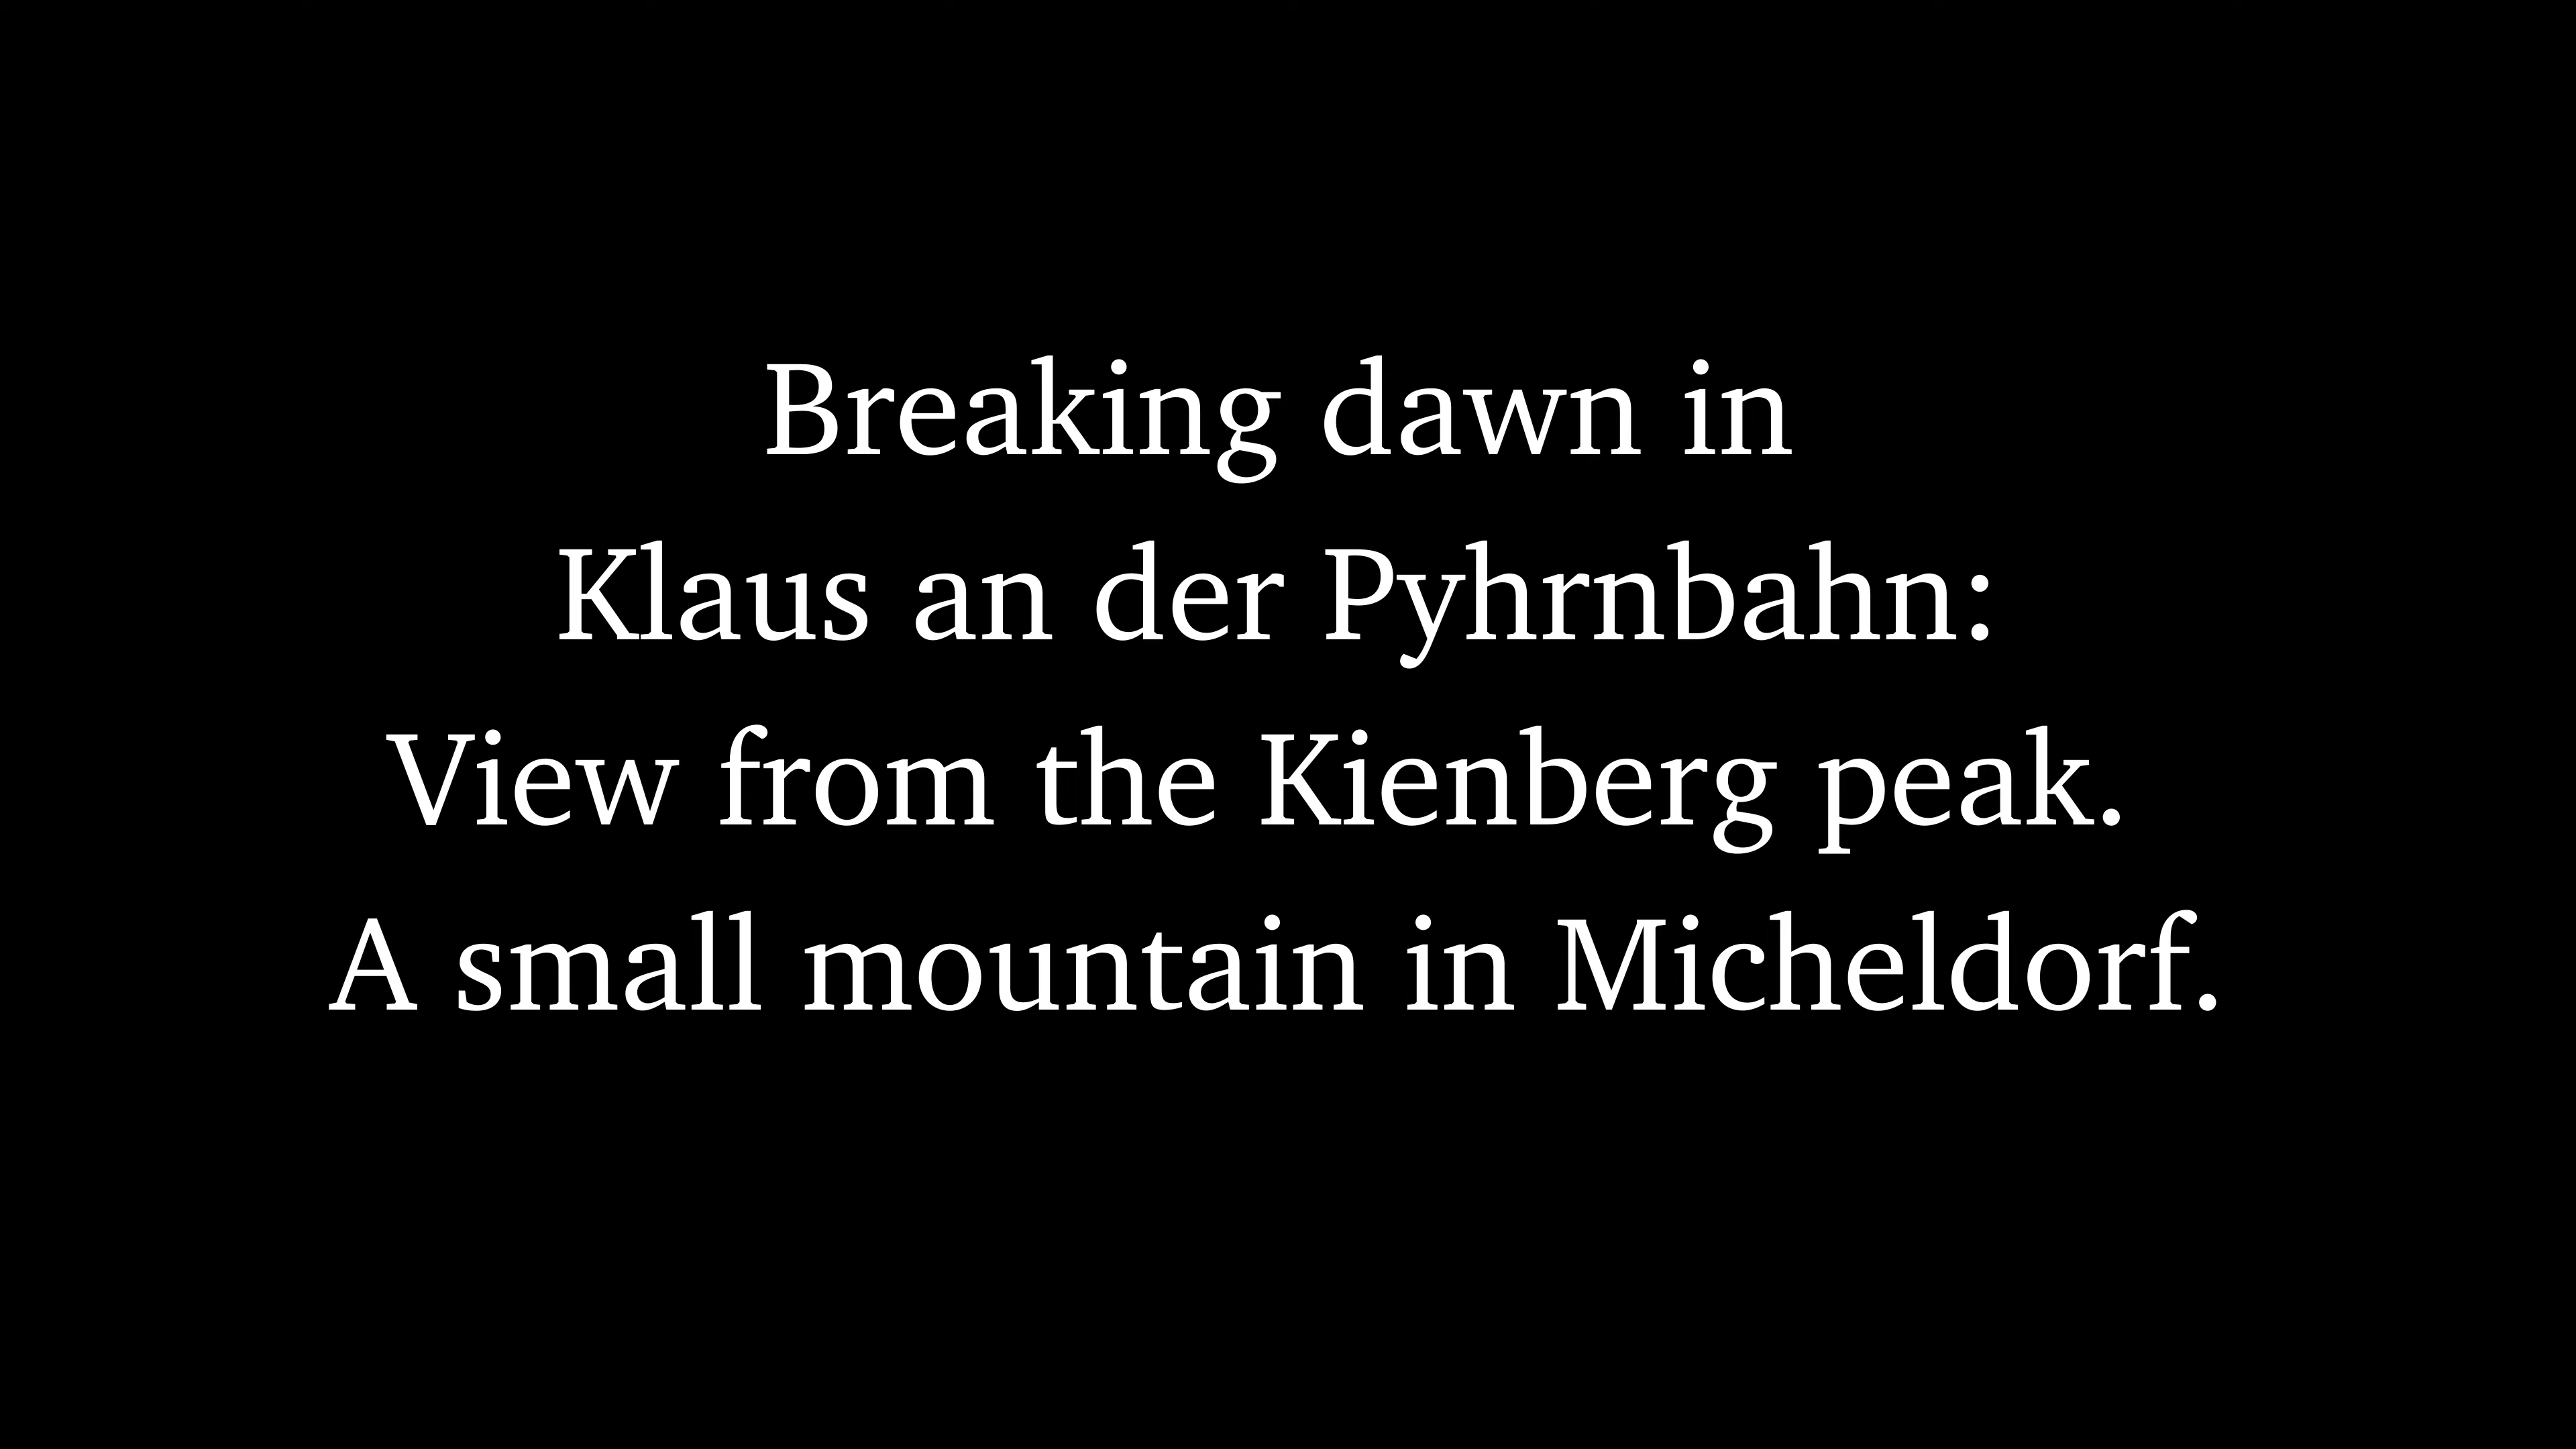 Breaking dawn in
Klaus an der Pyhrnbahn:
View from the Kienberg peak.
A small mountain in Micheldorf.